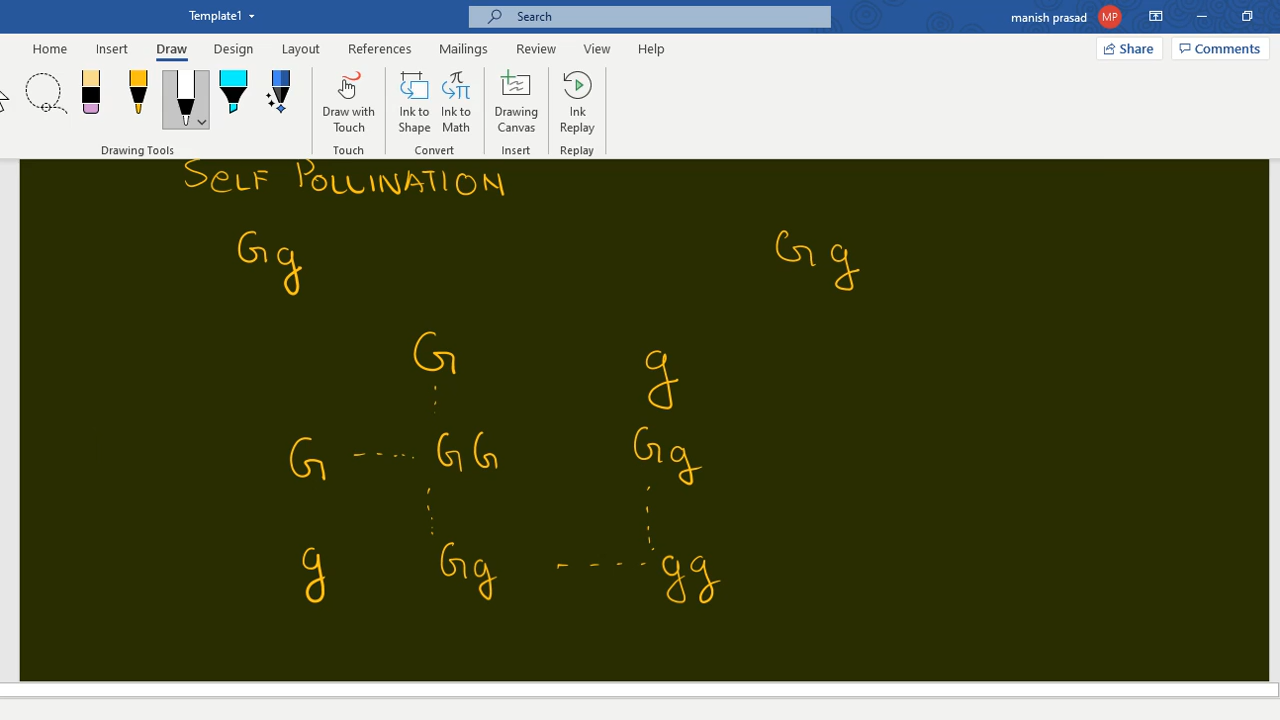 Template1
Search
manish prasad MP
Home Insert Draw Design Layout References Mailings Review View Help
Share Comments
Draw with Touch
Ink to Shape
Ink to Math
Drawing Canvas
Ink Replay
Drawing Tools Touch Convert Insert Replay
SELF POLLINATION
Gg Gg
G g
G GG Gg
g Gg gg